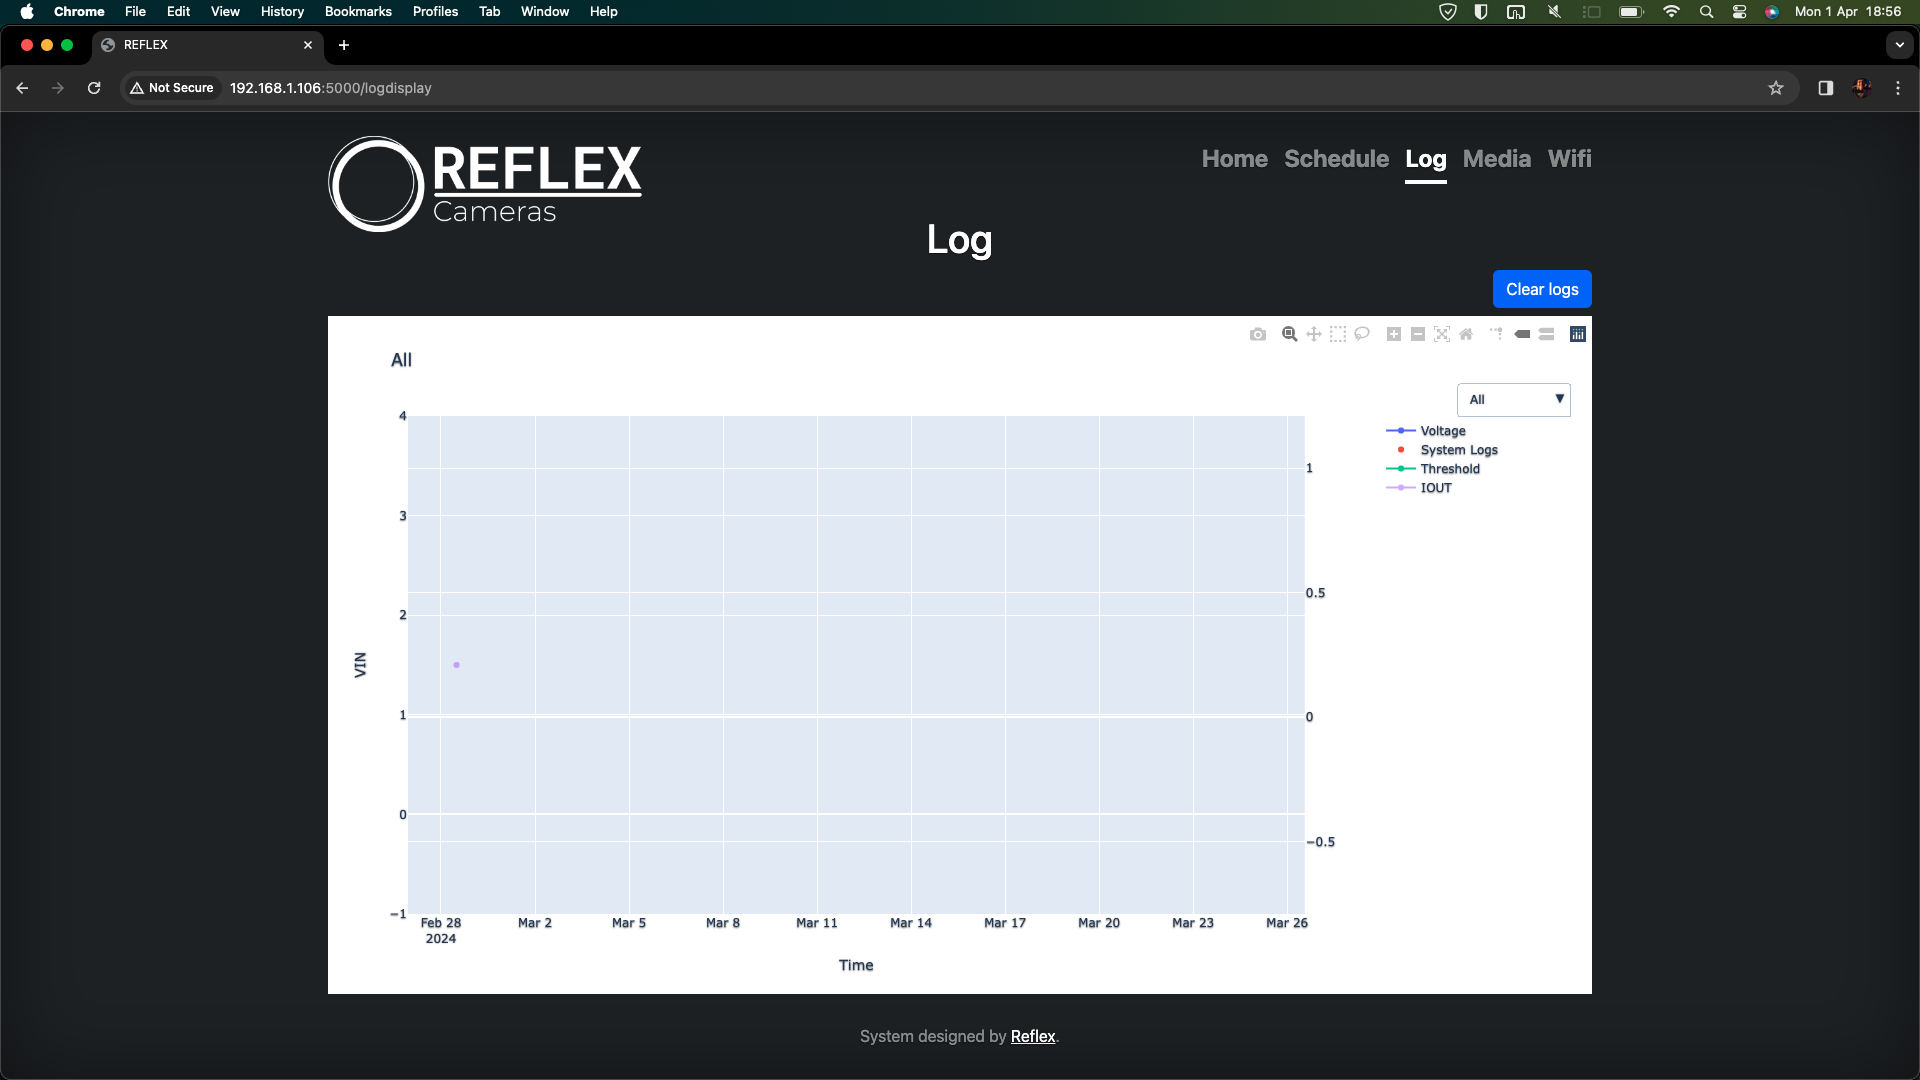 Chrome File Edit View History Bookmarks Profiles Tab Window Help Mon 1 Apr 18:56
REFLEX
Not Secure 192.168.1.106:5000/logdisplay
REFLEX
Cameras
Home Schedule Log Media Wifi
Log
Clear logs
All
All ▼
Voltage
System Logs
Threshold
IOUT
4
3
2
1
0
−1
VIN
1
0.5
0
−0.5
Feb 28 Mar 2 Mar 5 Mar 8 Mar 11 Mar 14 Mar 17 Mar 20 Mar 23 Mar 26
2024
Time
System designed by Reflex.